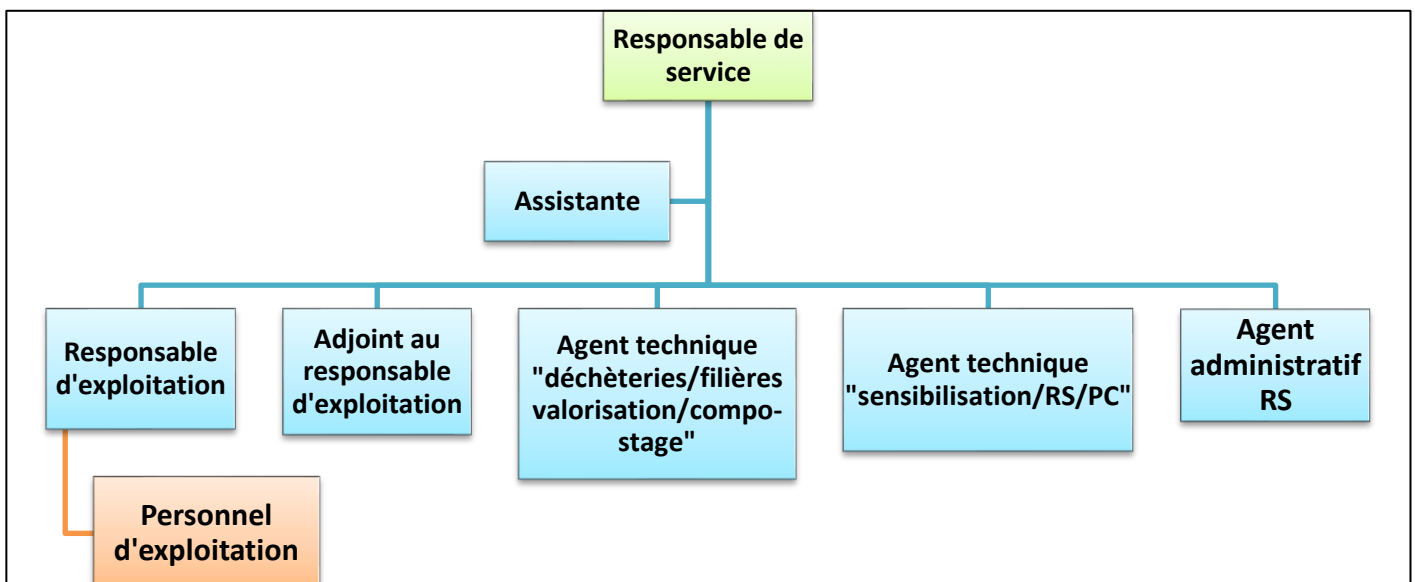 Responsable de
service
Assistante
Responsable
d'exploitation
Adjoint au
responsable
d'exploitation
Agent technique
"déchèteries/filières
valorisation/compo-
stage"
Agent technique
"sensibilisation/RS/PC"
Agent
administratif
RS
Personnel
d'exploitation